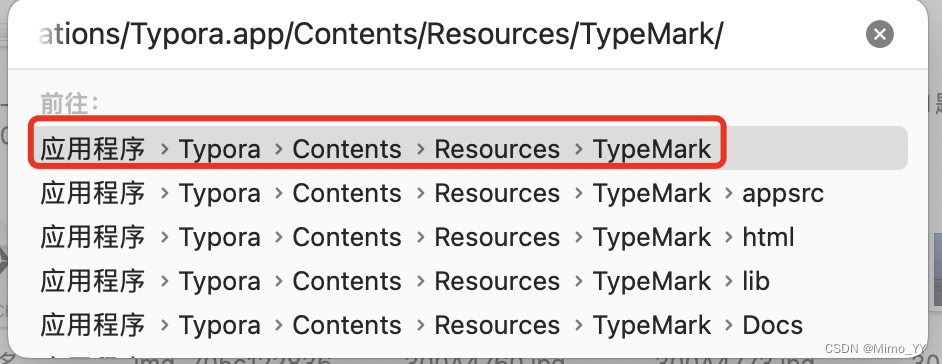 ations/Typora.app/Contents/Resources/TypeMark/
前往：
应用程序 › Typora › Contents › Resources › TypeMark
应用程序 › Typora › Contents › Resources › TypeMark › appsrc
应用程序 › Typora › Contents › Resources › TypeMark › html
应用程序 › Typora › Contents › Resources › TypeMark › lib
应用程序 › Typora › Contents › Resources › TypeMark › Docs
CSDN @Mimo_YY